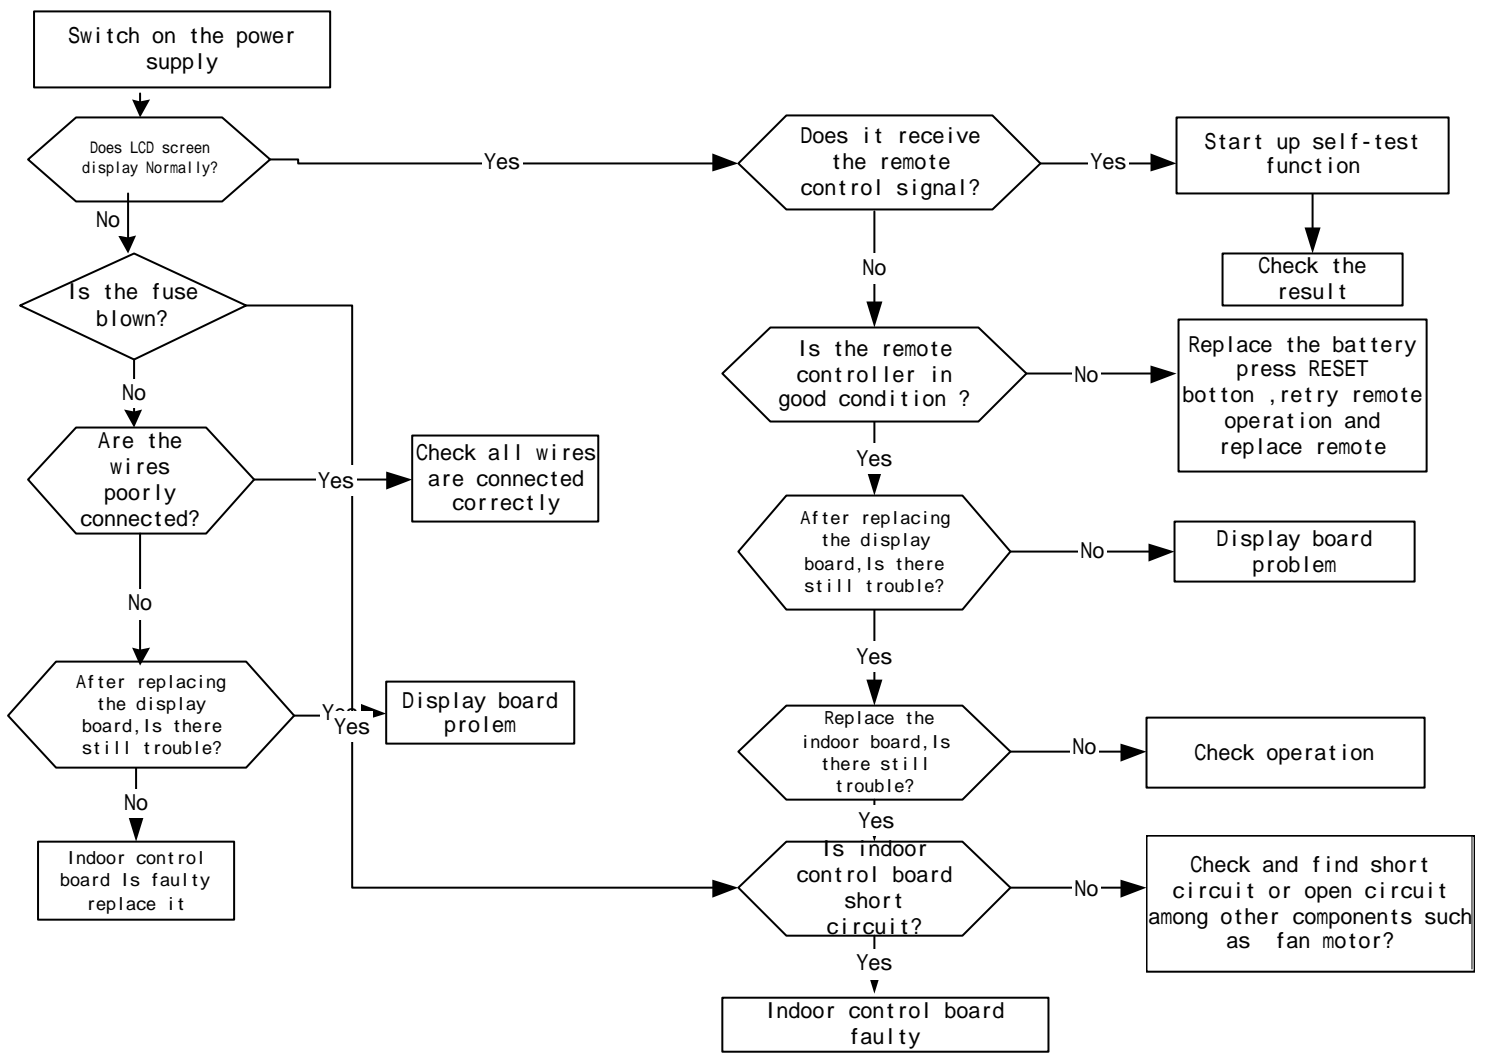 Switch on the power
supply
Does LCD screen
display Normally?
Yes
Does it receive
the remote
control signal?
Yes
Start up self-test
function
Check the
result
No
Is the fuse
blown?
No
Is the remote
controller in
good condition ?
No
Replace the battery
press RESET
botton ,retry remote
operation and
replace remote
No
Are the
wires
poorly
connected?
Yes
Check all wires
are connected
correctly
Yes
After replacing
the display
board,Is there
still trouble?
No
Display board
problem
No
After replacing
the display
board,Is there
still trouble?
Yes
Yes
Display board
prolem
Yes
Replace the
indoor board,Is
there still
trouble?
No
Check operation
No
Indoor control
board Is faulty
replace it
Yes
Is indoor
control board
short
circuit?
No
Check and find short
circuit or open circuit
among other components such
as fan motor?
Yes
Indoor control board
faulty